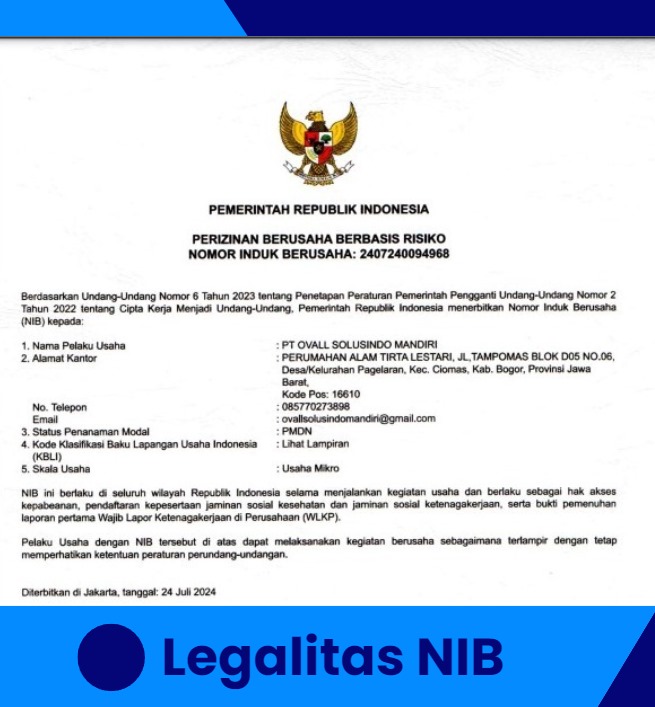 PEMERINTAH REPUBLIK INDONESIA
PERIZINAN BERUSAHA BERBASIS RISIKO
NOMOR INDUK BERUSAHA: 2407240094968
Berdasarkan Undang-Undang Nomor 6 Tahun 2023 tentang Penetapan Peraturan Pemerintah Pengganti Undang-Undang Nomor 2
Tahun 2022 tentang Cipta Kerja Menjadi Undang-Undang, Pemerintah Republik Indonesia menerbitkan Nomor Induk Berusaha
(NIB) kepada:
1. Nama Pelaku Usaha : PT OVALL SOLUSINDO MANDIRI
2. Alamat Kantor : PERUMAHAN ALAM TIRTA LESTARI, JL,TAMPOMAS BLOK D05 NO.06,
Desa/Kelurahan Pagelaran, Kec. Ciomas, Kab. Bogor, Provinsi Jawa
Barat,
Kode Pos: 16610
No. Telepon : 085770273898
Email : ovallsolusindomandiri@gmail.com
3. Status Penanaman Modal : PMDN
4. Kode Klasifikasi Baku Lapangan Usaha Indonesia : Lihat Lampiran
(KBLI)
5. Skala Usaha : Usaha Mikro
NIB ini berlaku di seluruh wilayah Republik Indonesia selama menjalankan kegiatan usaha dan berlaku sebagai hak akses
kepabeanan, pendaftaran kepesertaan jaminan sosial kesehatan dan jaminan sosial ketenagakerjaan, serta bukti pemenuhan
laporan pertama Wajib Lapor Ketenagakerjaan di Perusahaan (WLKP).
Pelaku Usaha dengan NIB tersebut di atas dapat melaksanakan kegiatan berusaha sebagaimana terlampir dengan tetap
memperhatikan ketentuan peraturan perundang-undangan.
Diterbitkan di Jakarta, tanggal: 24 Juli 2024
Legalitas NIB